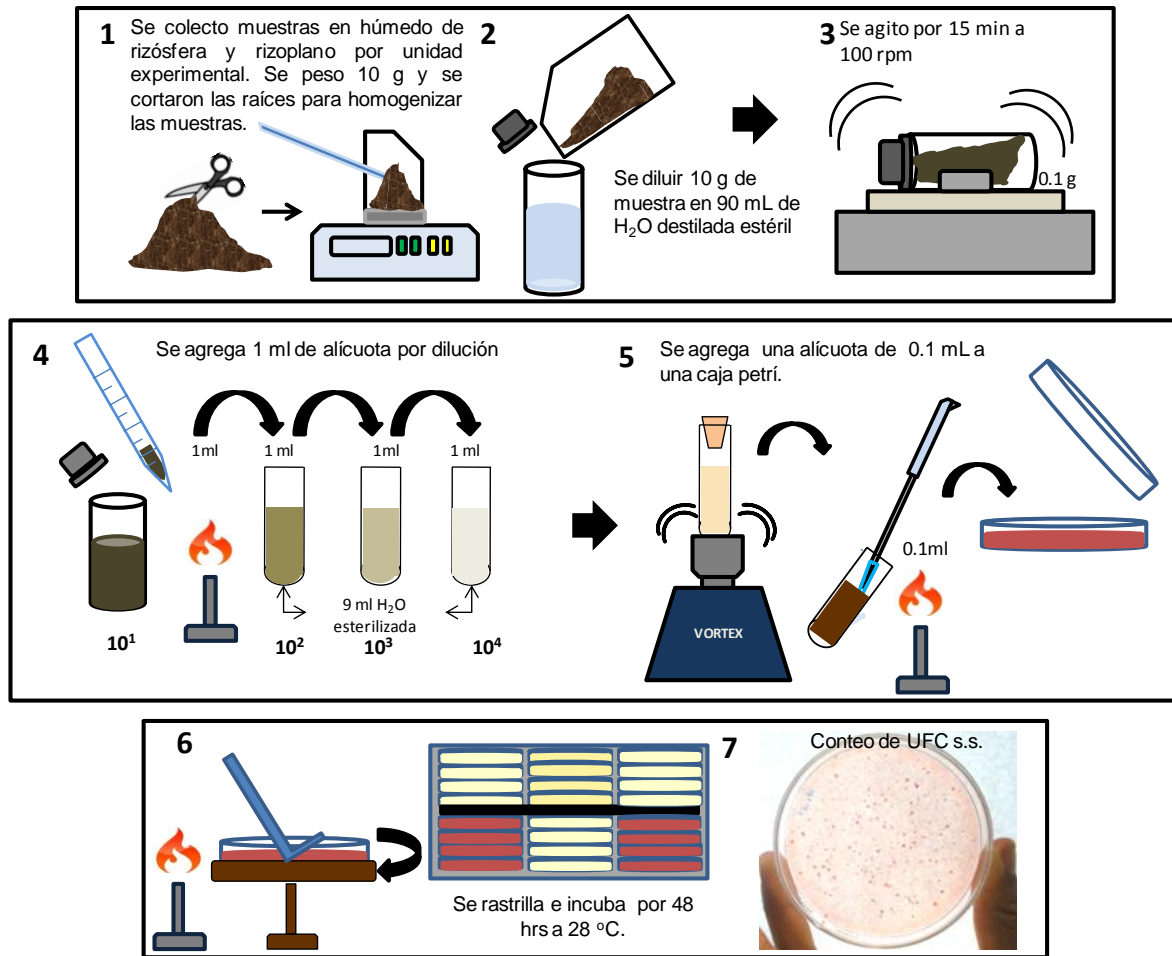 1
Se colecto muestras en húmedo de
rizósfera y rizoplano por unidad
experimental. Se peso 10 g y se
cortaron las raíces para homogenizar
las muestras.
2
Se diluir 10 g de
muestra en 90 mL de
H₂O destilada estéril
3
Se agito por 15 min a
100 rpm
0.1 g
4
Se agrega 1 ml de alícuota por dilución
1 ml
1 ml
1ml
1 ml
9 ml H₂O
esterilizada
10¹
10²
10³
10⁴
5
Se agrega una alícuota de 0.1 mL a
una caja petrí.
VORTEX
0.1ml
6
Se rastrilla e incuba por 48
hrs a 28 ºC.
7
Conteo de UFC s.s.